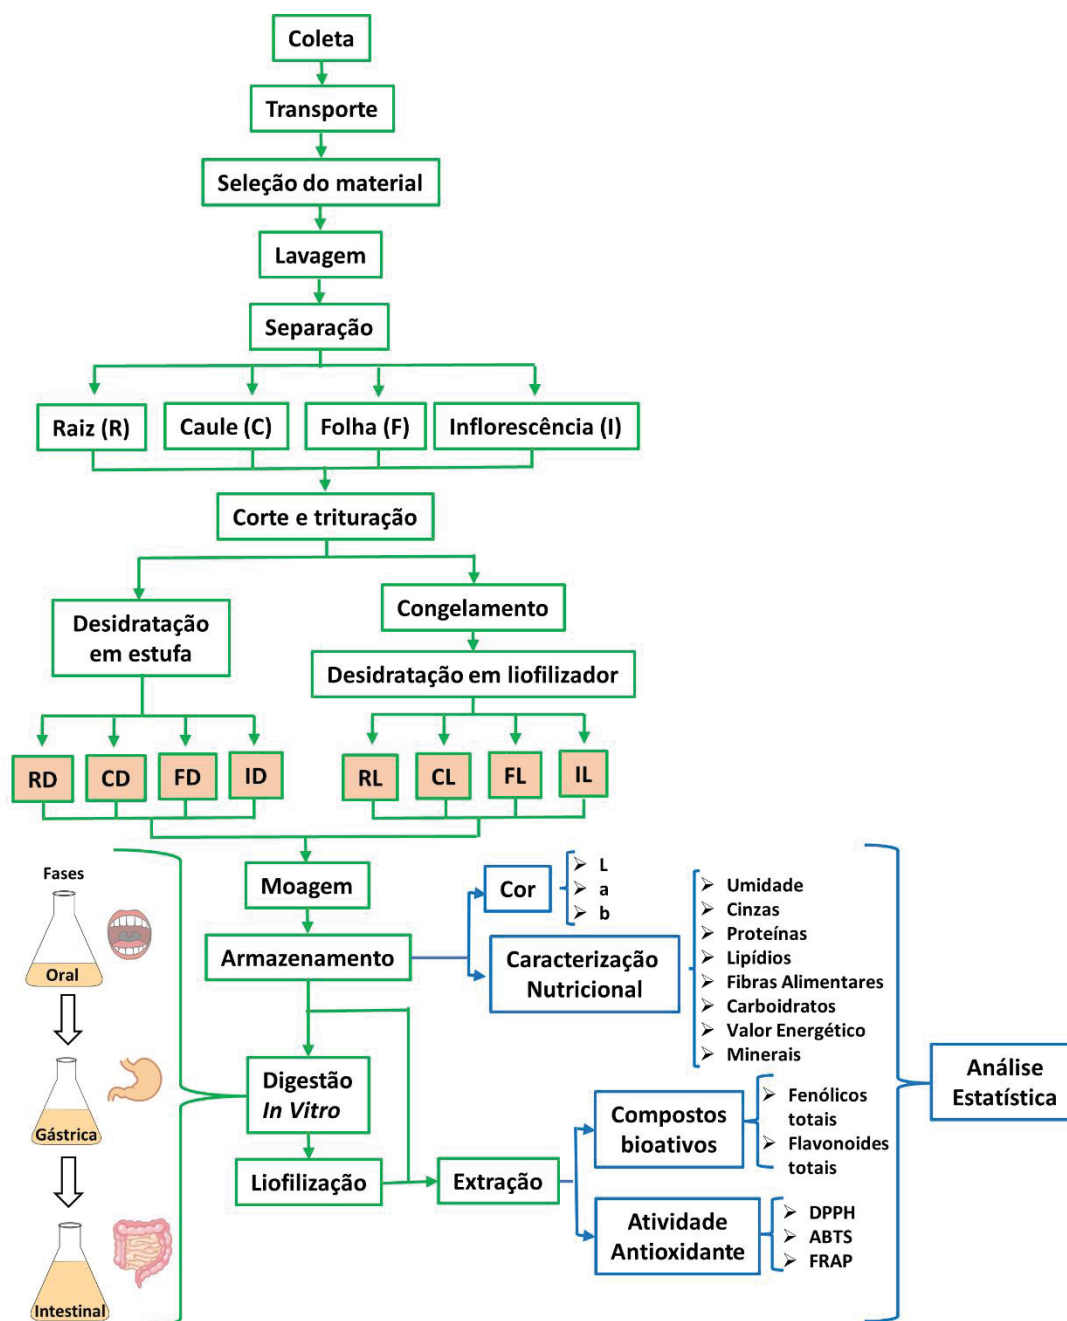 Coleta
Transporte
Seleção do material
Lavagem
Separação
Raiz (R)
Caule (C)
Folha (F)
Inflorescência (I)
Corte e trituração
Desidratação
em estufa
Congelamento
Desidratação em liofilizador
RD
CD
FD
ID
RL
CL
FL
IL
Moagem
Armazenamento
Fases
Oral
Gástrica
Intestinal
Digestão
In Vitro
Liofilização
Extração
Cor
L
a
b
Caracterização
Nutricional
Umidade
Cinzas
Proteínas
Lipídios
Fibras Alimentares
Carboidratos
Valor Energético
Minerais
Compostos
bioativos
Fenólicos
totais
Flavonoides
totais
Atividade
Antioxidante
DPPH
ABTS
FRAP
Análise
Estatística